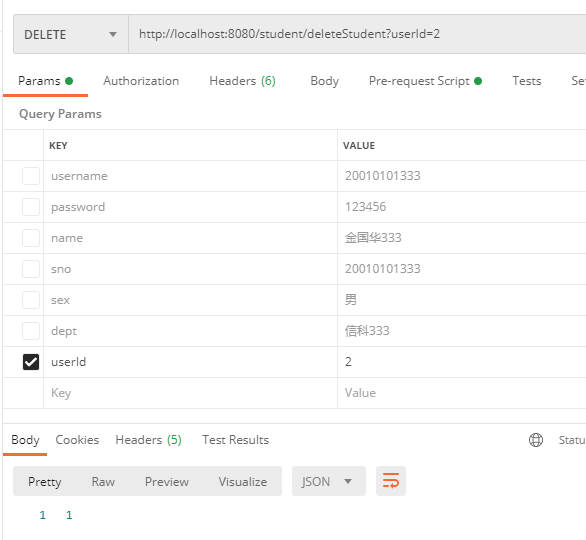 DELETE http://localhost:8080/student/deleteStudent?userId=2
Params Authorization Headers (6) Body Pre-request Script Tests Se
Query Params
KEY VALUE
username 20010101333
password 123456
name 金国华333
sno 20010101333
sex 男
dept 信科333
userId 2
Key Value
Body Cookies Headers (5) Test Results Statu
Pretty Raw Preview Visualize JSON
1 1